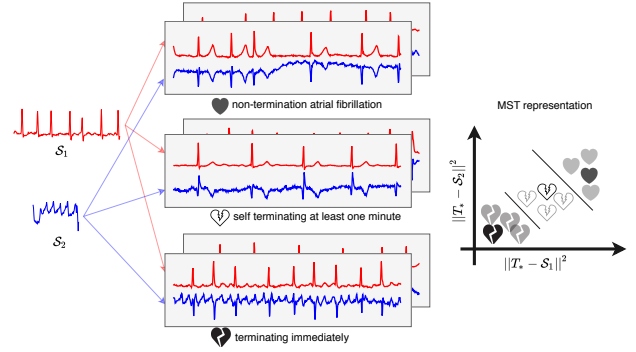 non-termination atrial fibrillation
MST representation
S₁
S₂
self terminating at least one minute
||T* − S₂||²
||T* − S₁||²
terminating immediately